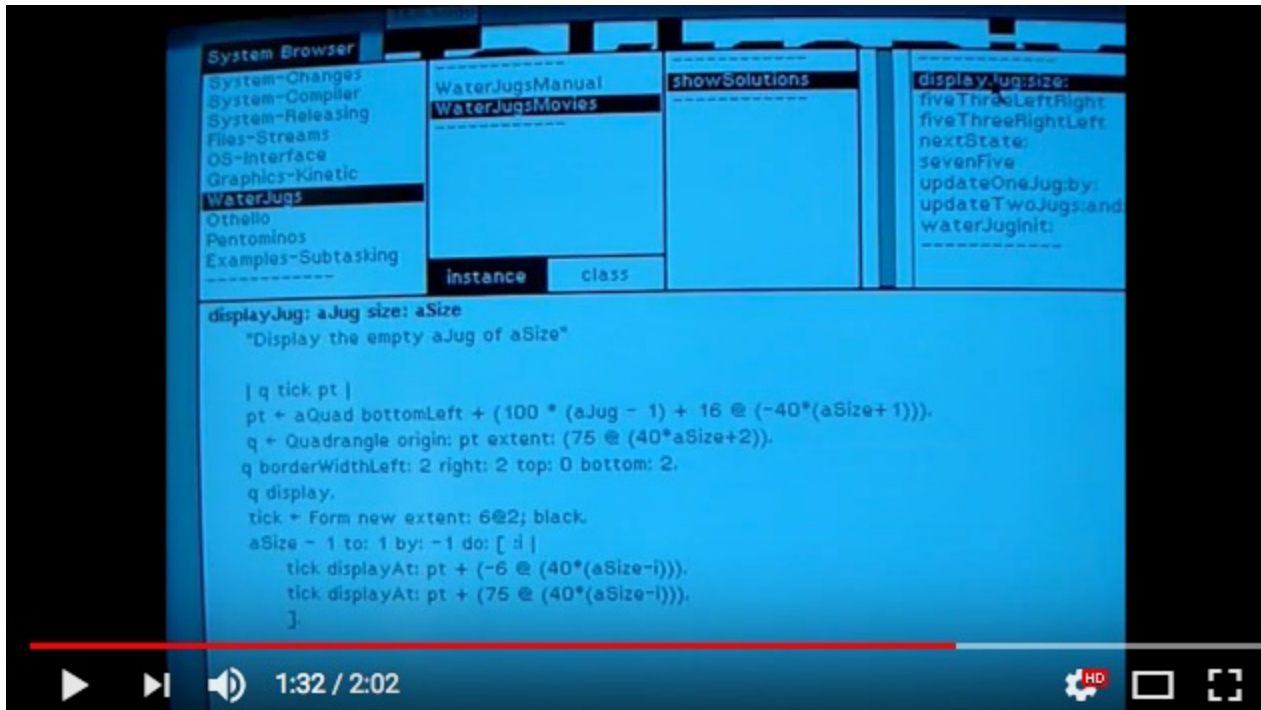 System Browser
System-Changes
System-Compiler
System-Releasing
Files-Streams
OS-Interface
Graphics-Kinetic
WaterJugs
Othello
Pentominos
Examples-Subtasking
------------
------------
WaterJugsManual
WaterJugsMovies
------------
instance class
------------
showSolutions
------------
------------
displayJug:size:
fiveThreeLeftRight
fiveThreeRightLeft
nextState:
sevenFive
updateOneJug:by:
updateTwoJugs:and:
waterJugInit:
------------
displayJug: aJug size: aSize
"Display the empty aJug of aSize"
| q tick pt |
pt ← aQuad bottomLeft + (100 * (aJug - 1) + 16 @ (-40*(aSize+1))).
q ← Quadrangle origin: pt extent: (75 @ (40*aSize+2)).
q borderWidthLeft: 2 right: 2 top: 0 bottom: 2.
q display.
tick ← Form new extent: 6@2; black.
aSize - 1 to: 1 by: -1 do: [ :i |
tick displayAt: pt + (-6 @ (40*(aSize-i))).
tick displayAt: pt + (75 @ (40*(aSize-i))).
].
1:32 / 2:02
HD